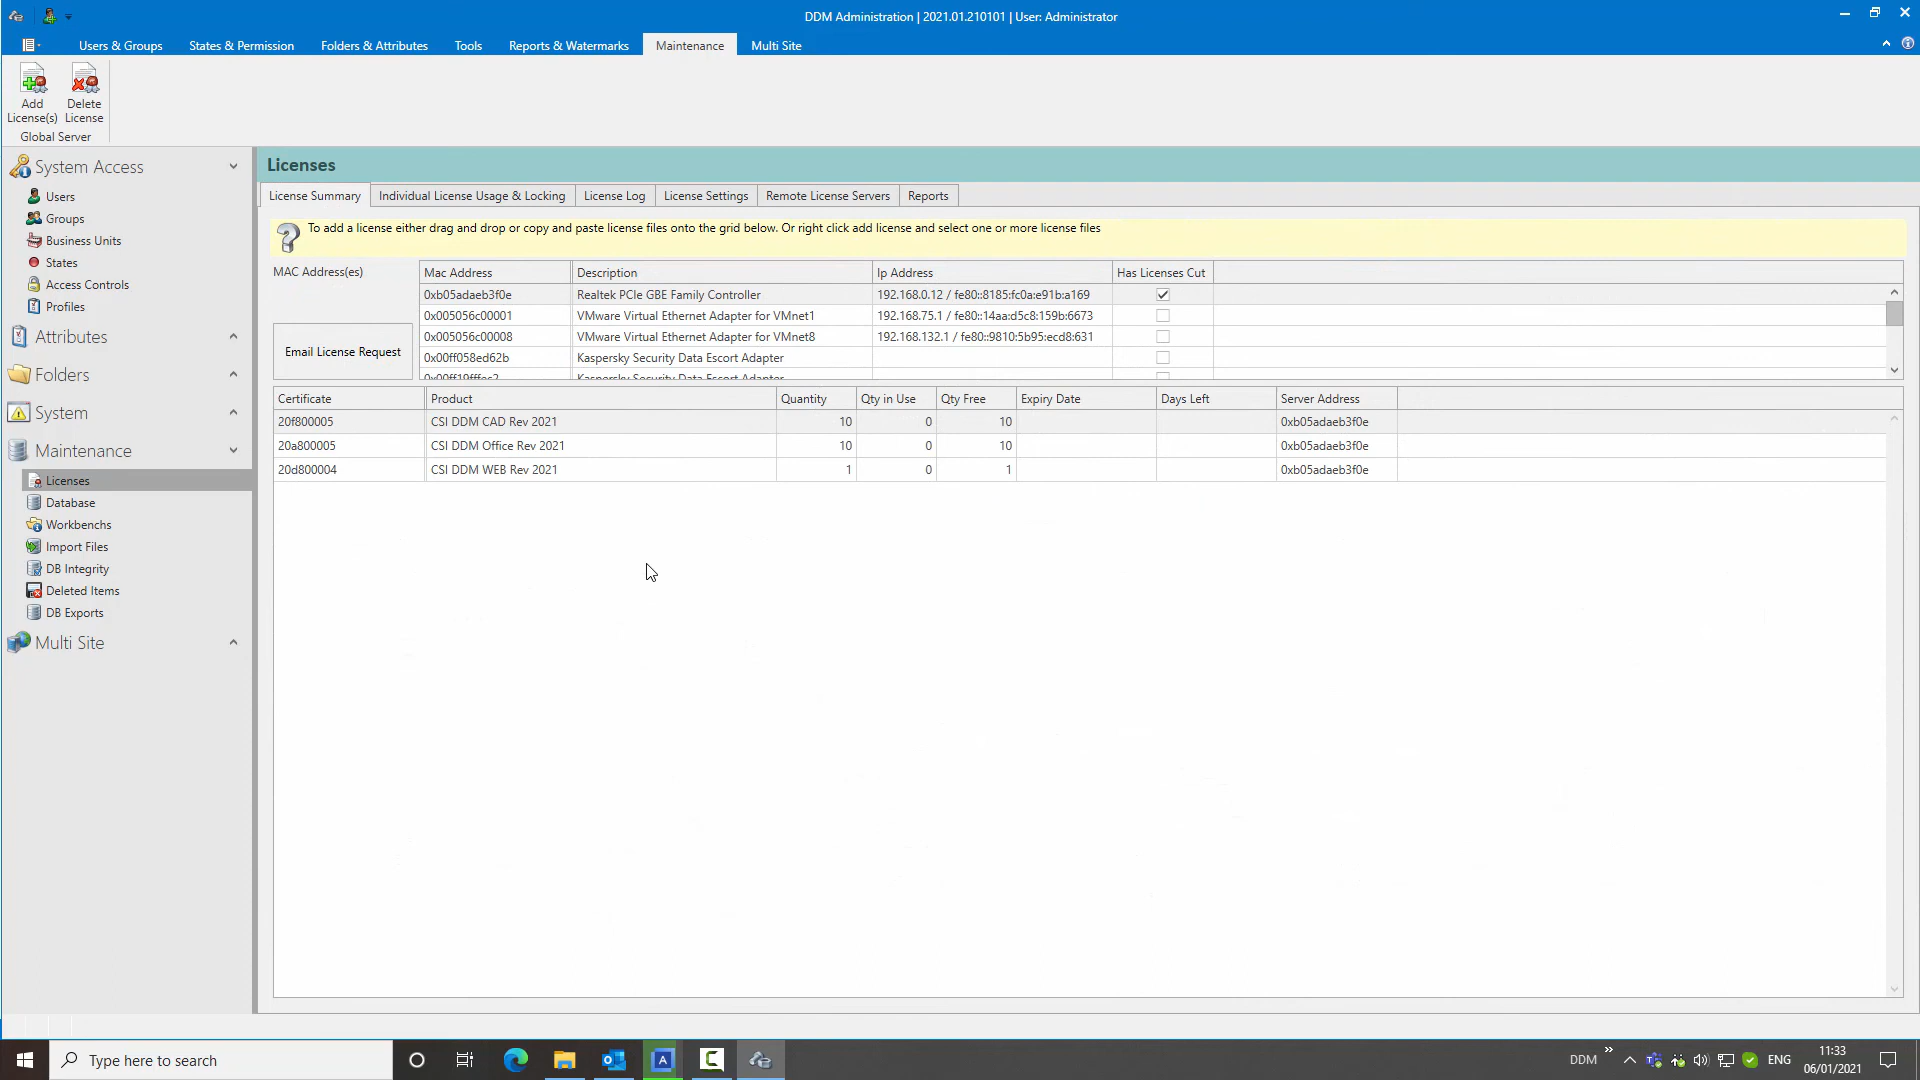 DDM Administration | 2021.01.210101 | User: Administrator
Users & Groups States & Permission Folders & Attributes Tools Reports & Watermarks Maintenance Multi Site
Add License(s)
Delete License
Global Server
System Access
Users
Groups
Business Units
States
Access Controls
Profiles
Attributes
Folders
System
Maintenance
Licenses
Database
Workbenchs
Import Files
DB Integrity
Deleted Items
DB Exports
Multi Site
Licenses
License Summary Individual License Usage & Locking License Log License Settings Remote License Servers Reports
To add a license either drag and drop or copy and paste license files onto the grid below. Or right click add license and select one or more license files
MAC Address(es)
Email License Request
Mac Address Description Ip Address Has Licenses Cut
0xb05adaeb3f0e Realtek PCIe GBE Family Controller 192.168.0.12 / fe80::8185:fc0a:e91b:a169
0x005056c00001 VMware Virtual Ethernet Adapter for VMnet1 192.168.75.1 / fe80::14aa:d5c8:159b:6673
0x005056c00008 VMware Virtual Ethernet Adapter for VMnet8 192.168.132.1 / fe80::9810:5b95:ecd8:631
0x00ff058ed62b Kaspersky Security Data Escort Adapter
Kaspersky Security Data Escort Adapter
Certificate Product Quantity Qty in Use Qty Free Expiry Date Days Left Server Address
20f800005 CSI DDM CAD Rev 2021 10 0 10 0xb05adaeb3f0e
20a800005 CSI DDM Office Rev 2021 10 0 10 0xb05adaeb3f0e
20d800004 CSI DDM WEB Rev 2021 1 0 1 0xb05adaeb3f0e
Type here to search
DDM
ENG
11:33
06/01/2021